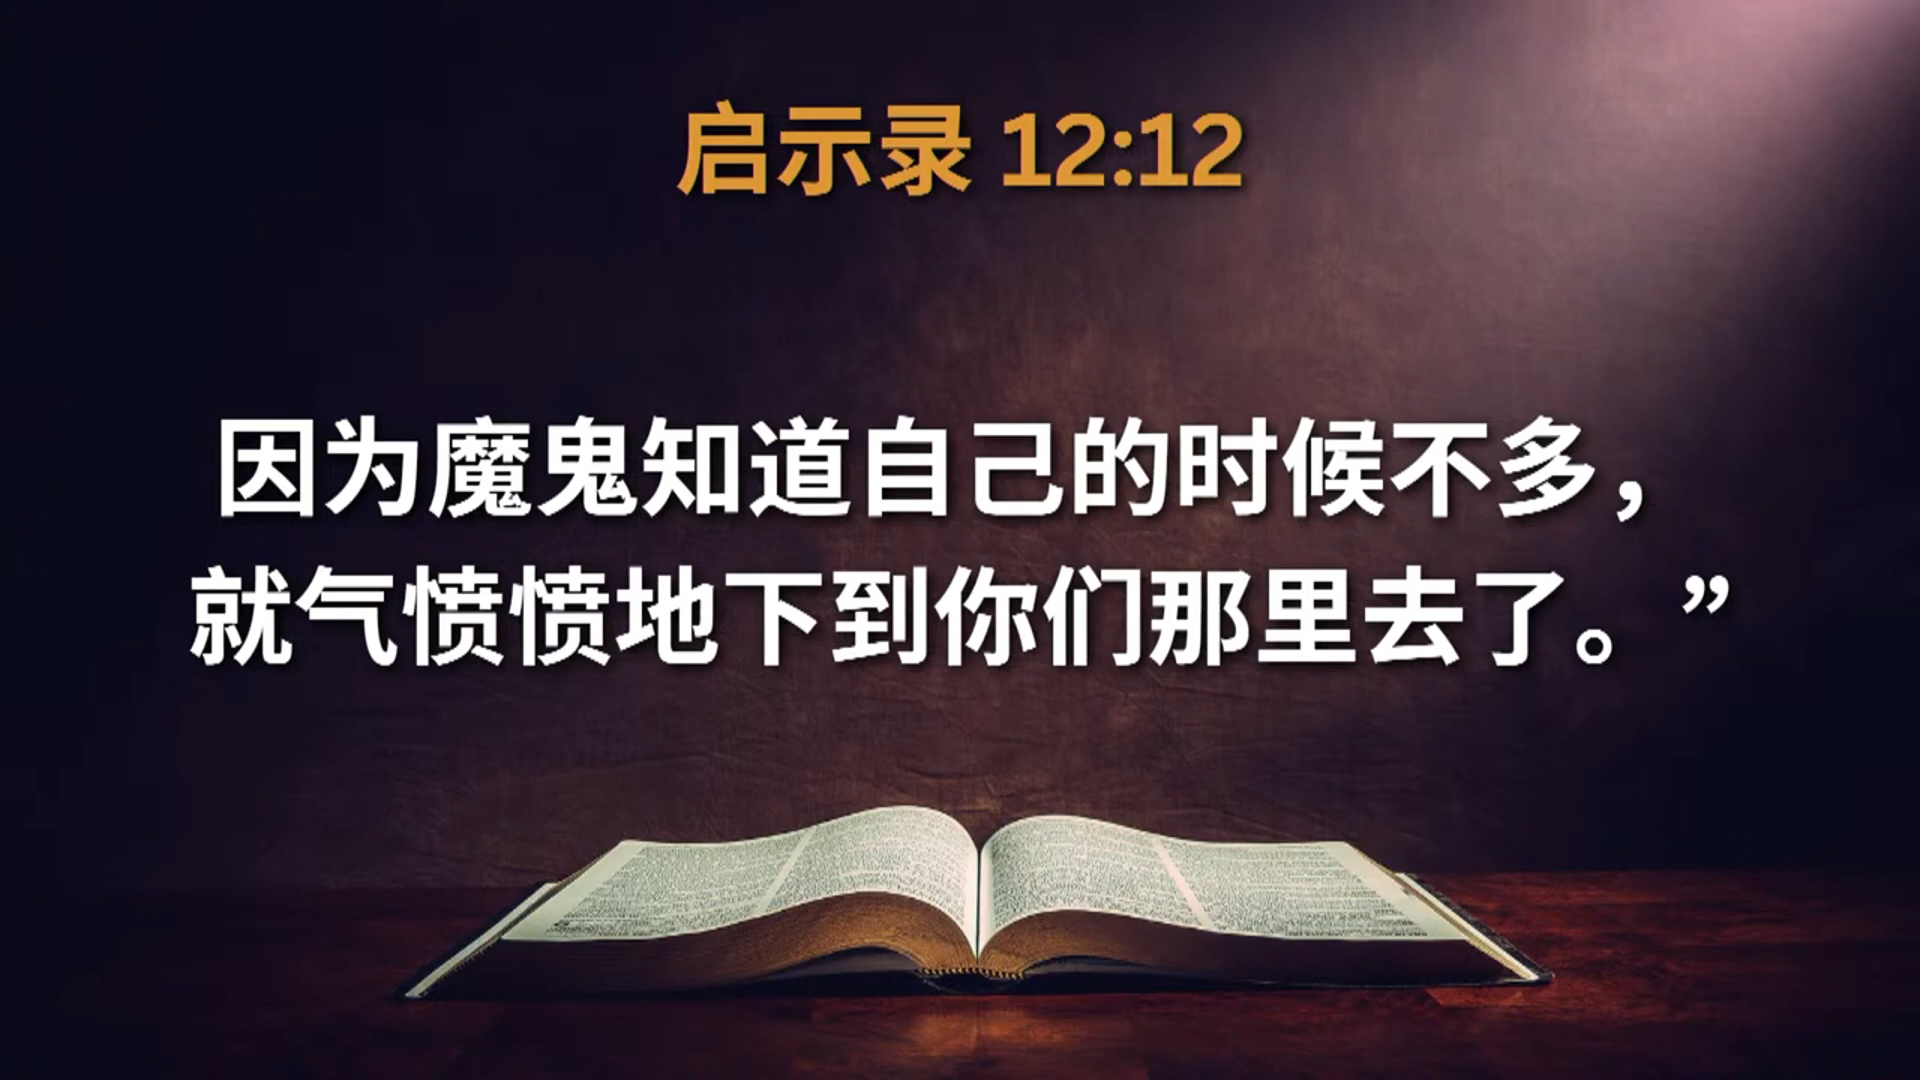 启示录 12:12
因为魔鬼知道自己的时候不多，
就气愤愤地下到你们那里去了。”